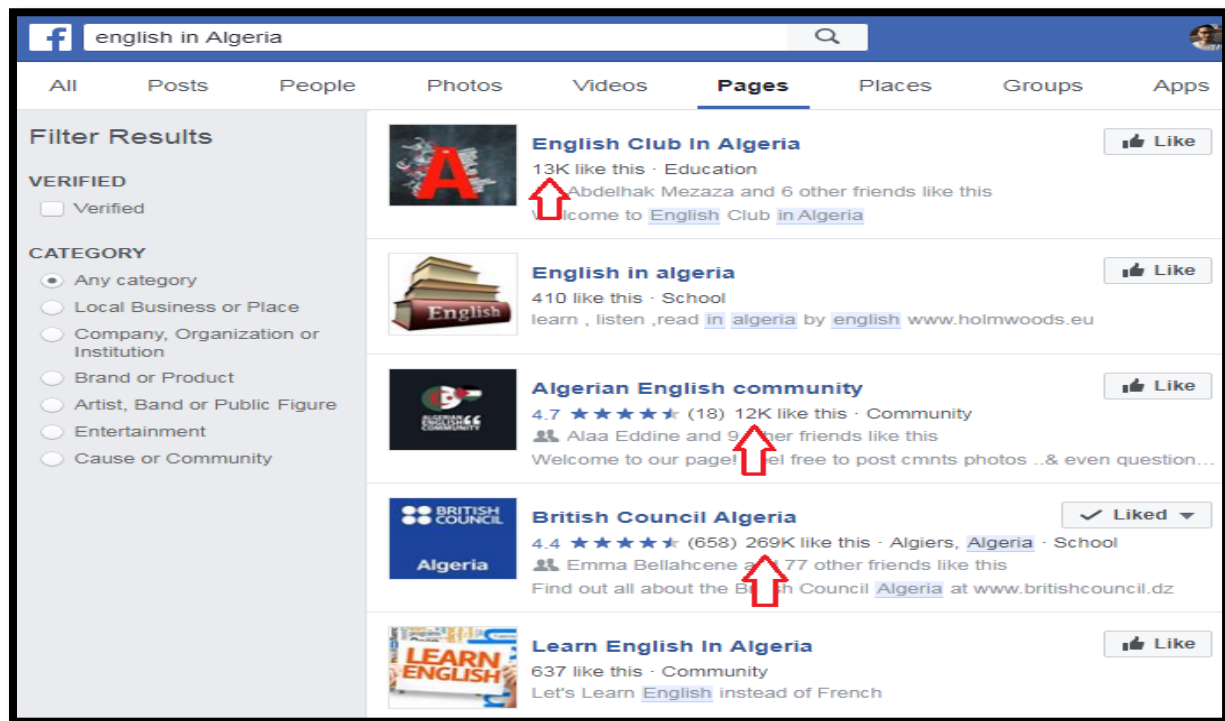 f english in Algeria
All Posts People Photos Videos Pages Places Groups Apps
Filter Results
VERIFIED
Verified
CATEGORY
Any category
Local Business or Place
Company, Organization or
Institution
Brand or Product
Artist, Band or Public Figure
Entertainment
Cause or Community
A
English Club In Algeria
Like
13K like this · Education
Abdelhak Mezaza and 6 other friends like this
Welcome to English Club in Algeria
English
English in algeria
Like
410 like this · School
learn , listen ,read in algeria by english www.holmwoods.eu
ALGERIAN
ENGLISH
COMMUNITY
Algerian English community
Like
4.7 ★★★★★ (18) 12K like this · Community
Alaa Eddine and 9 other friends like this
Welcome to our page! feel free to post cmnts photos ..& even question...
BRITISH
COUNCIL
Algeria
British Council Algeria
Liked
4.4 ★★★★★ (658) 269K like this · Algiers, Algeria · School
Emma Bellahcene and 77 other friends like this
Find out all about the British Council Algeria at www.britishcouncil.dz
LEARN
ENGLISH
Learn English In Algeria
Like
637 like this · Community
Let's Learn English instead of French